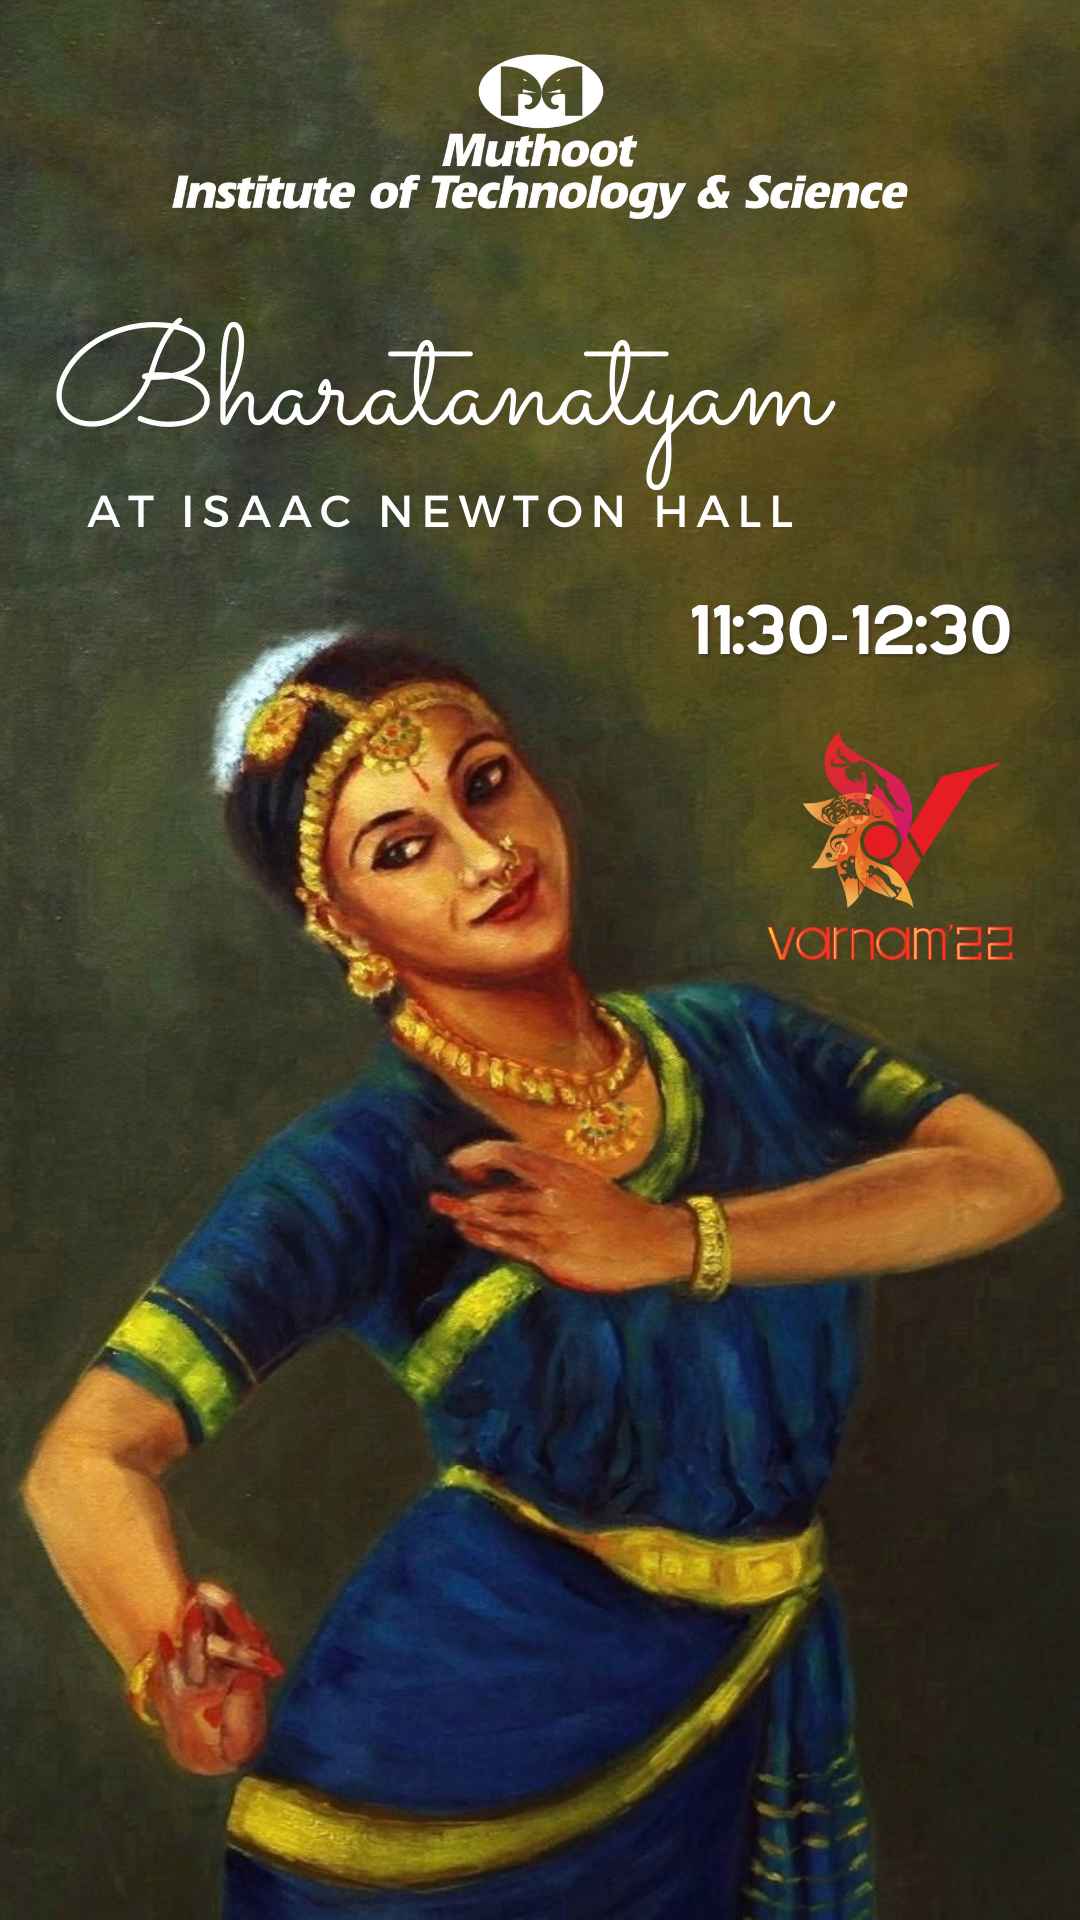 Muthoot
Institute of Technology & Science
Bharatanatyam
AT ISAAC NEWTON HALL
11:30-12:30
varnam'22